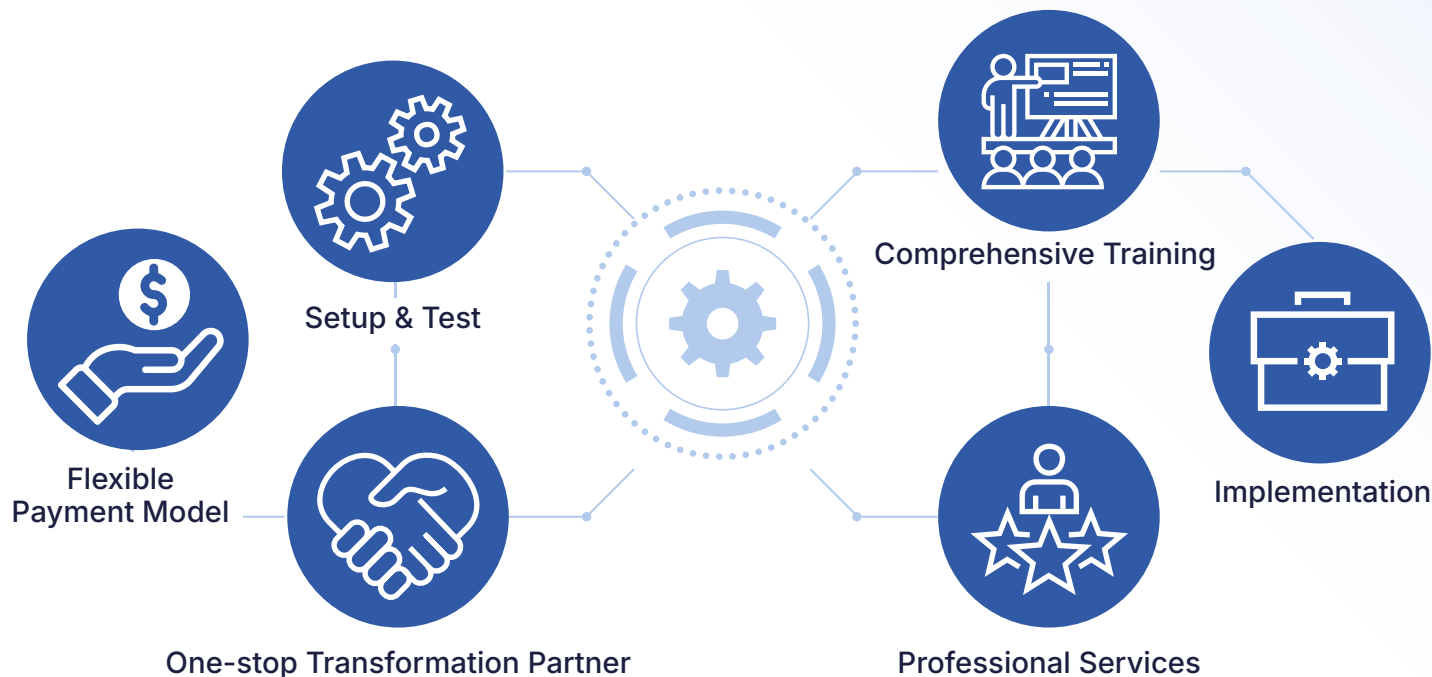 Comprehensive Training
Setup & Test
Flexible
Payment Model
Implementation
One-stop Transformation Partner
Professional Services